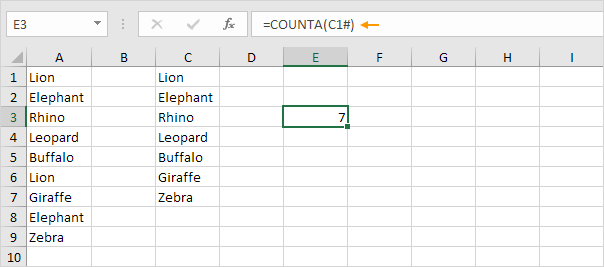 E3 fx =COUNTA(C1#)
A B C D E F G H I
1 Lion Lion
2 Elephant Elephant
3 Rhino Rhino 7
4 Leopard Leopard
5 Buffalo Buffalo
6 Lion Giraffe
7 Giraffe Zebra
8 Elephant
9 Zebra
10